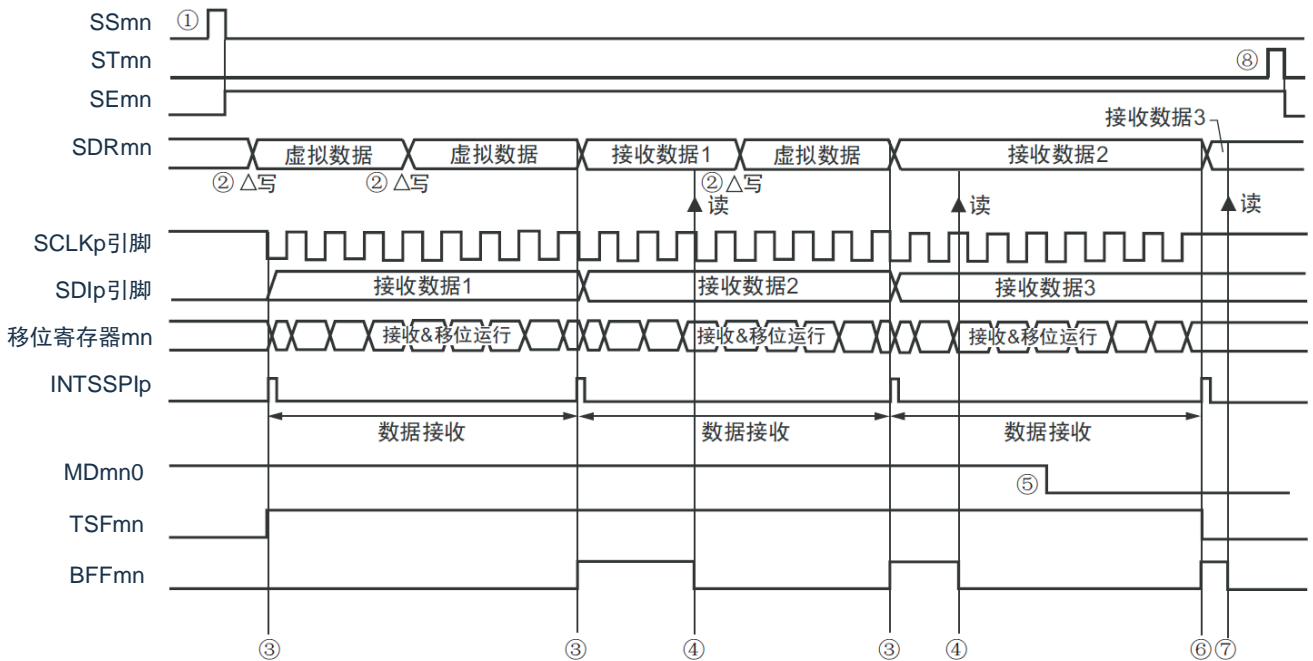 SSmn ①
STmn ⑧
SEmn
接收数据3
SDRmn 虚拟数据 虚拟数据 接收数据1 虚拟数据 接收数据2
② △写 ② △写 ② △写
▲读 ▲读 ▲读
SCLKp引脚
SDIp引脚 接收数据1 接收数据2 接收数据3
移位寄存器mn 接收&移位运行 接收&移位运行 接收&移位运行
INTSSPIp
数据接收 数据接收 数据接收
MDmn0 ⑤
TSFmn
BFFmn
③ ③ ④ ③ ④ ⑥⑦